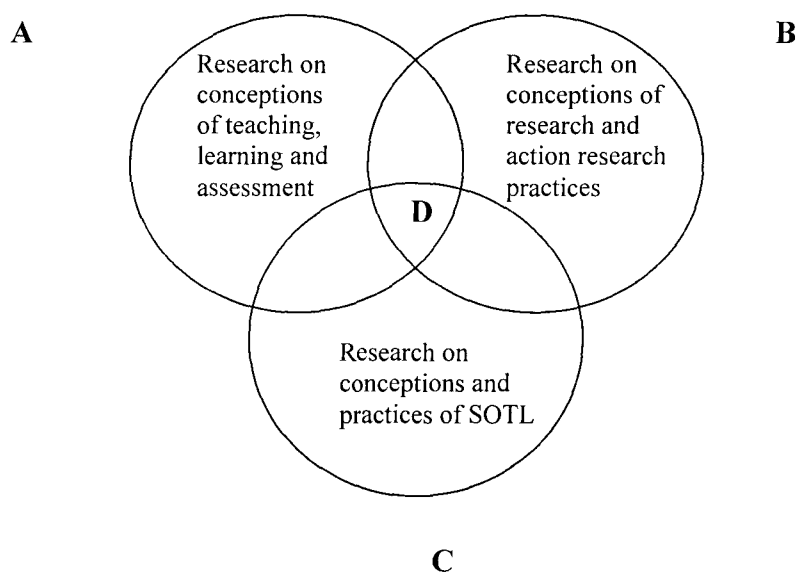 A
B
Research on
conceptions
of teaching,
learning and
assessment
Research on
conceptions of
research and
action research
practices
D
Research on
conceptions and
practices of SOTL
C